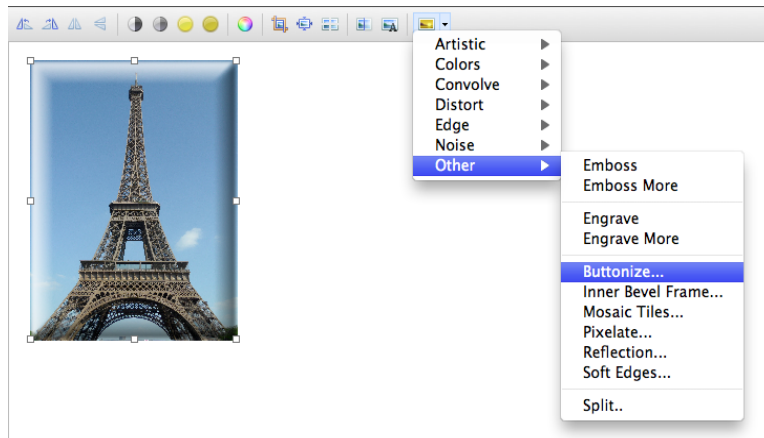 Artistic
Colors
Convolve
Distort
Edge
Noise
Other
Emboss
Emboss More
Engrave
Engrave More
Buttonize...
Inner Bevel Frame...
Mosaic Tiles...
Pixelate...
Reflection...
Soft Edges...
Split..